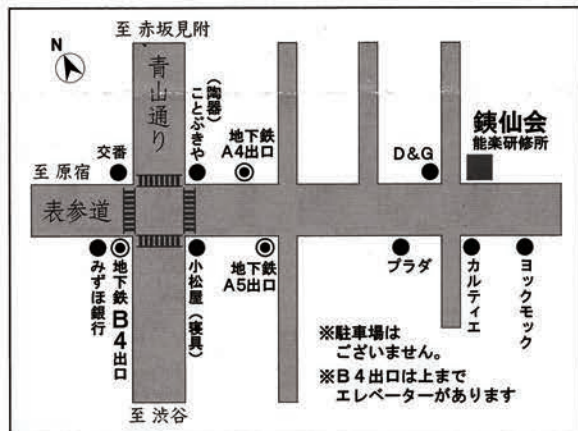 至 赤坂見附
N
青山通り
(陶器)
ことぶきや
地下鉄
A4出口
銕仙会
能楽研修所
交番
D&G
至 原宿
表参道
みずほ銀行
地下鉄
B4出口
小松屋(寝具)
地下鉄
A5出口
プラダ
カルティエ
ヨックモック
※駐車場は
ございません。
※B4出口は上まで
エレベーターがあります
至 渋谷